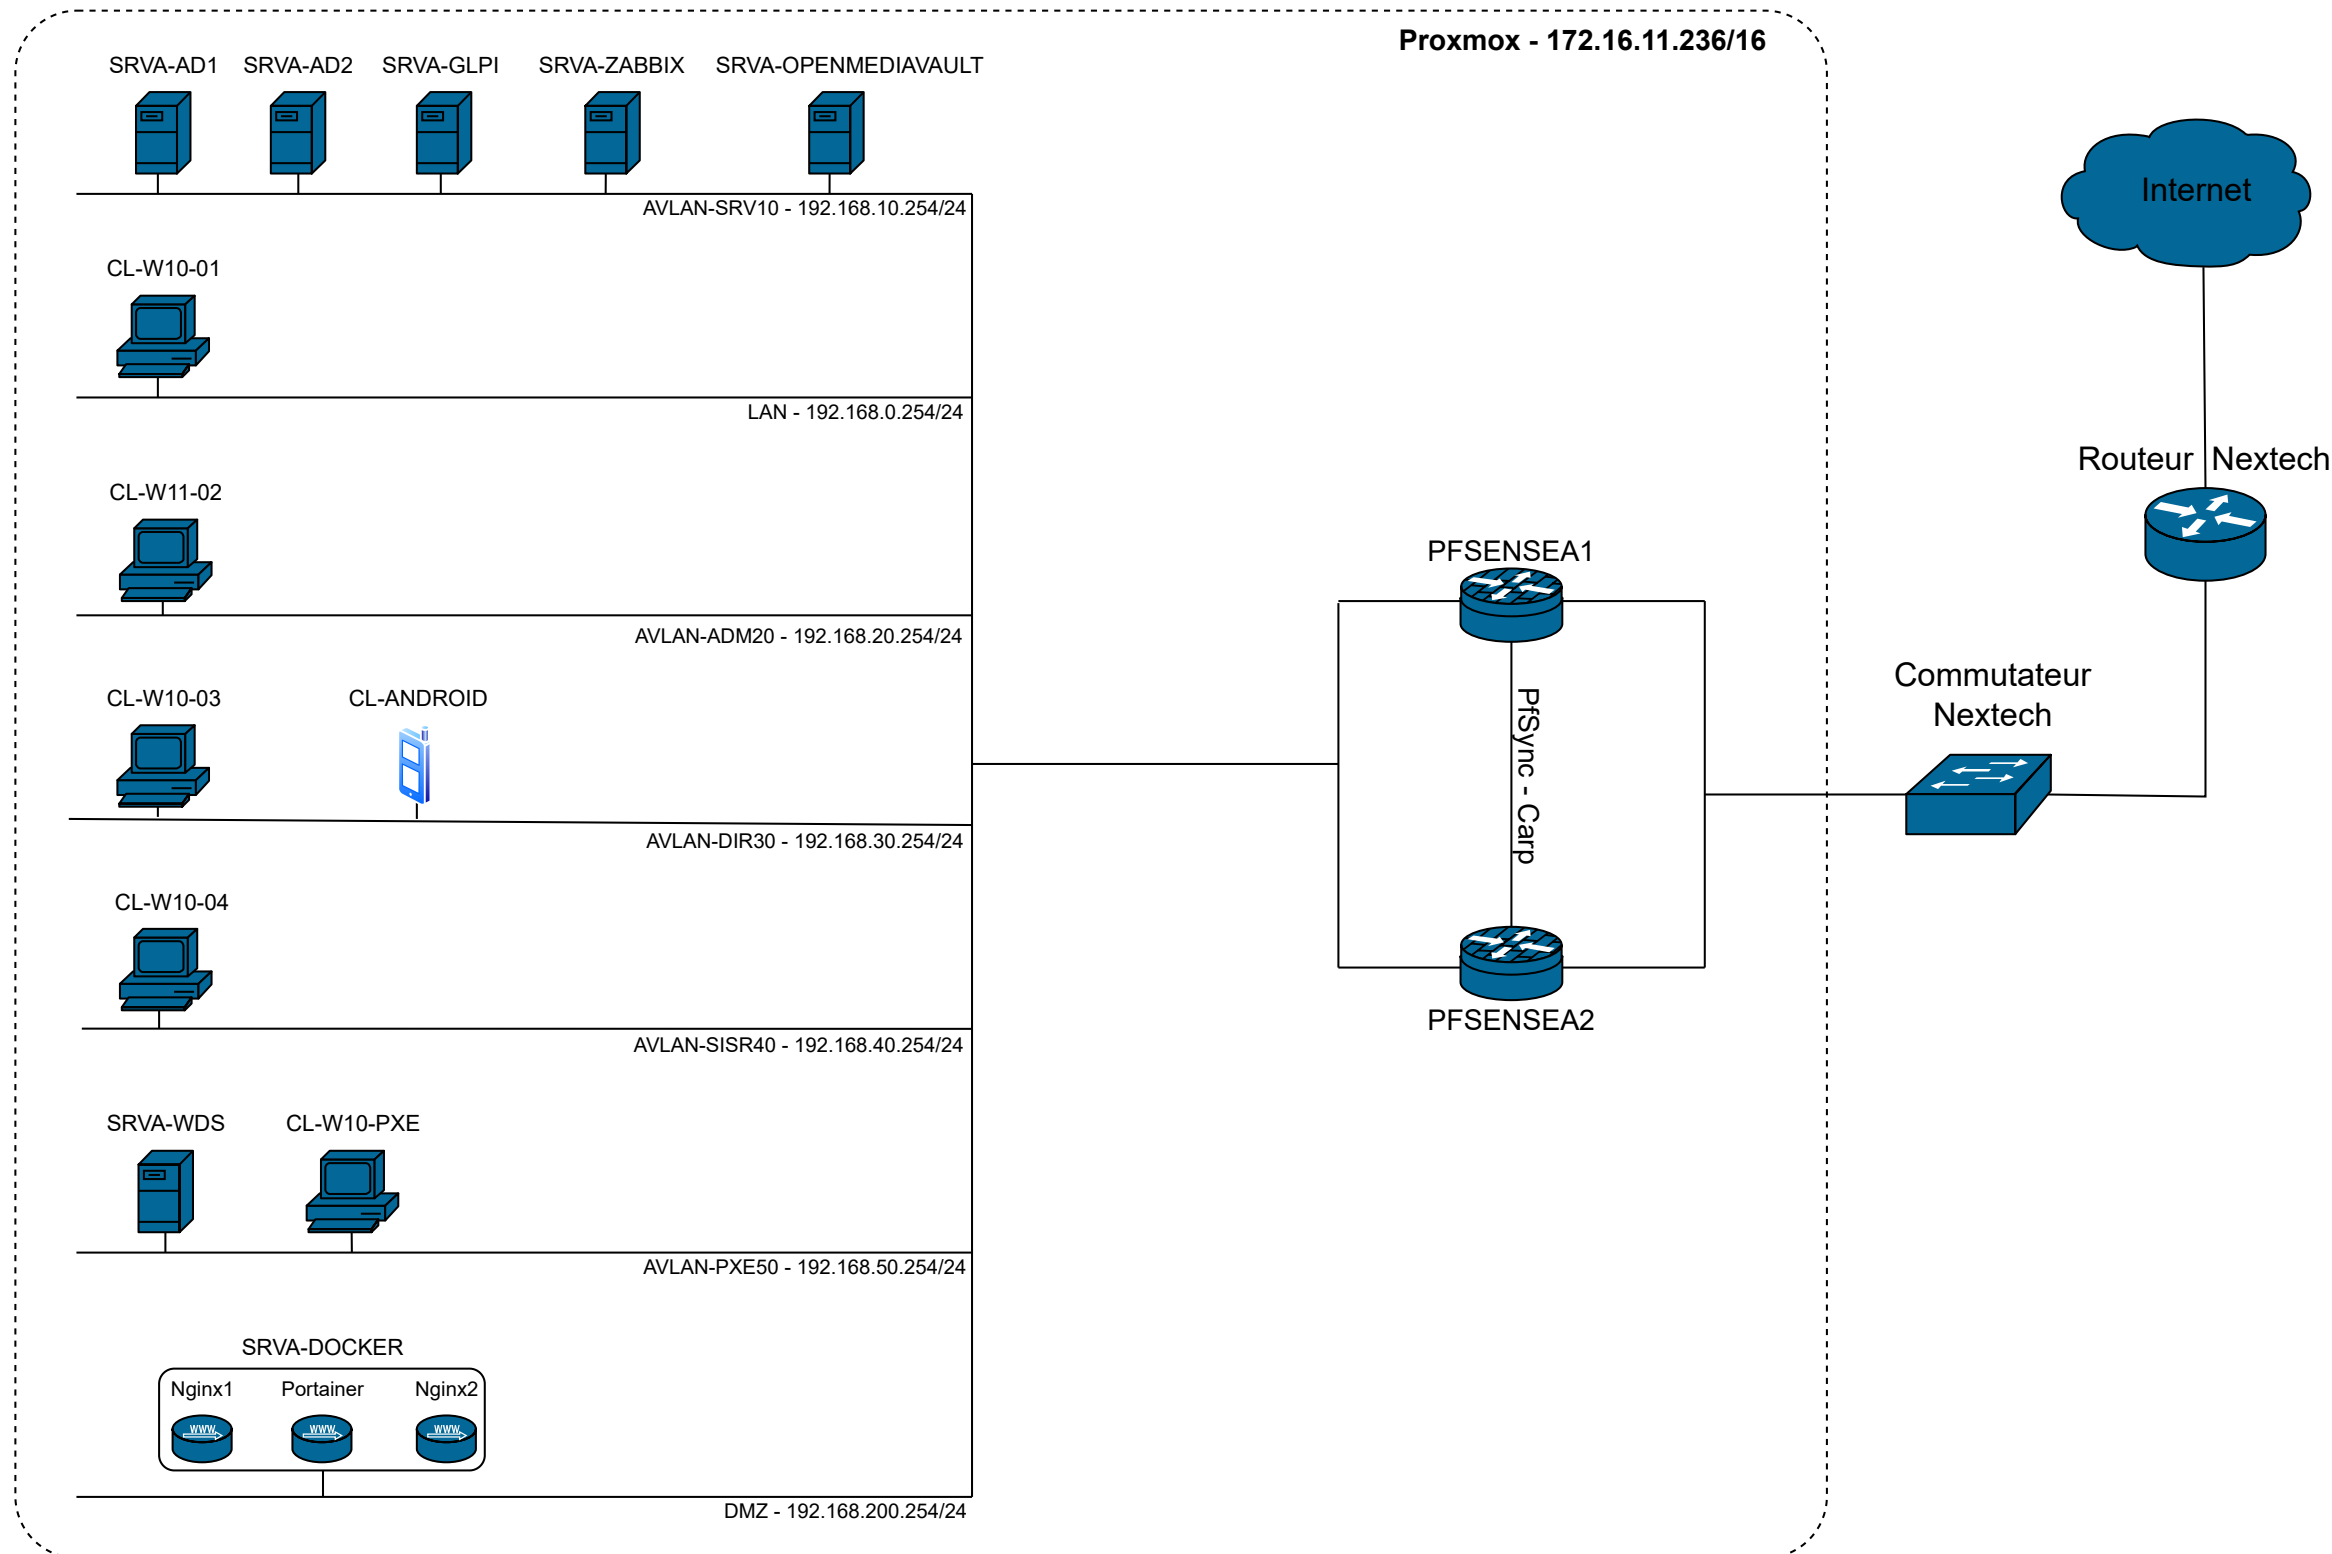 Proxmox - 172.16.11.236/16
SRVA-AD1
SRVA-AD2
SRVA-GLPI
SRVA-ZABBIX
SRVA-OPENMEDIAVAULT
AVLAN-SRV10 - 192.168.10.254/24
Internet
CL-W10-01
LAN - 192.168.0.254/24
Routeur Nextech
CL-W11-02
AVLAN-ADM20 - 192.168.20.254/24
PFSENSEA1
PfSync - Carp
PFSENSEA2
Commutateur
Nextech
CL-W10-03
CL-ANDROID
AVLAN-DIR30 - 192.168.30.254/24
CL-W10-04
AVLAN-SISR40 - 192.168.40.254/24
SRVA-WDS
CL-W10-PXE
AVLAN-PXE50 - 192.168.50.254/24
SRVA-DOCKER
Nginx1
Portainer
Nginx2
WWW
WWW
WWW
DMZ - 192.168.200.254/24